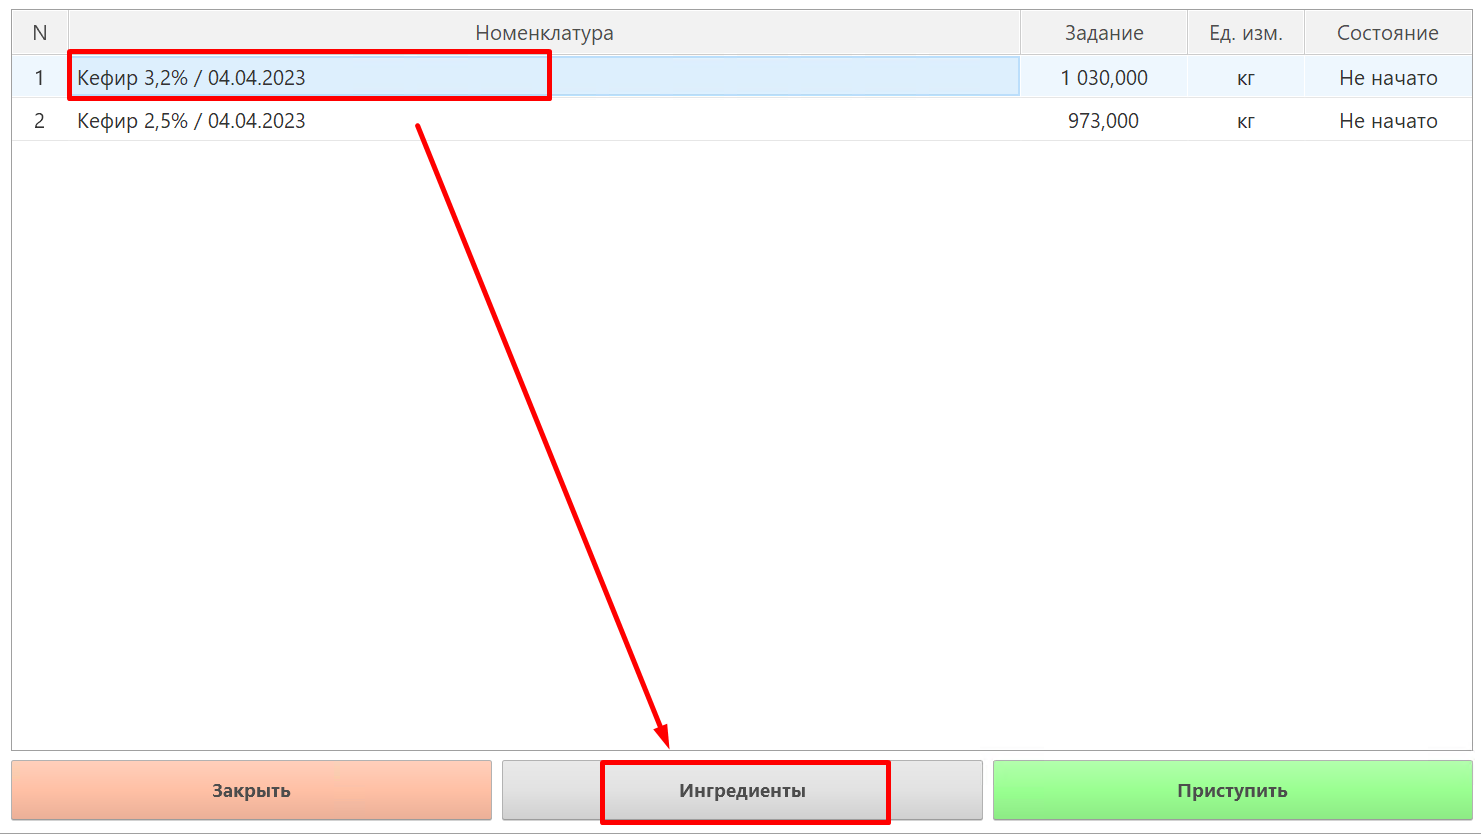 N Номенклатура Задание Ед. изм. Состояние
1 Кефир 3,2% / 04.04.2023 1 030,000 кг Не начато
2 Кефир 2,5% / 04.04.2023 973,000 кг Не начато
Закрыть Ингредиенты Приступить